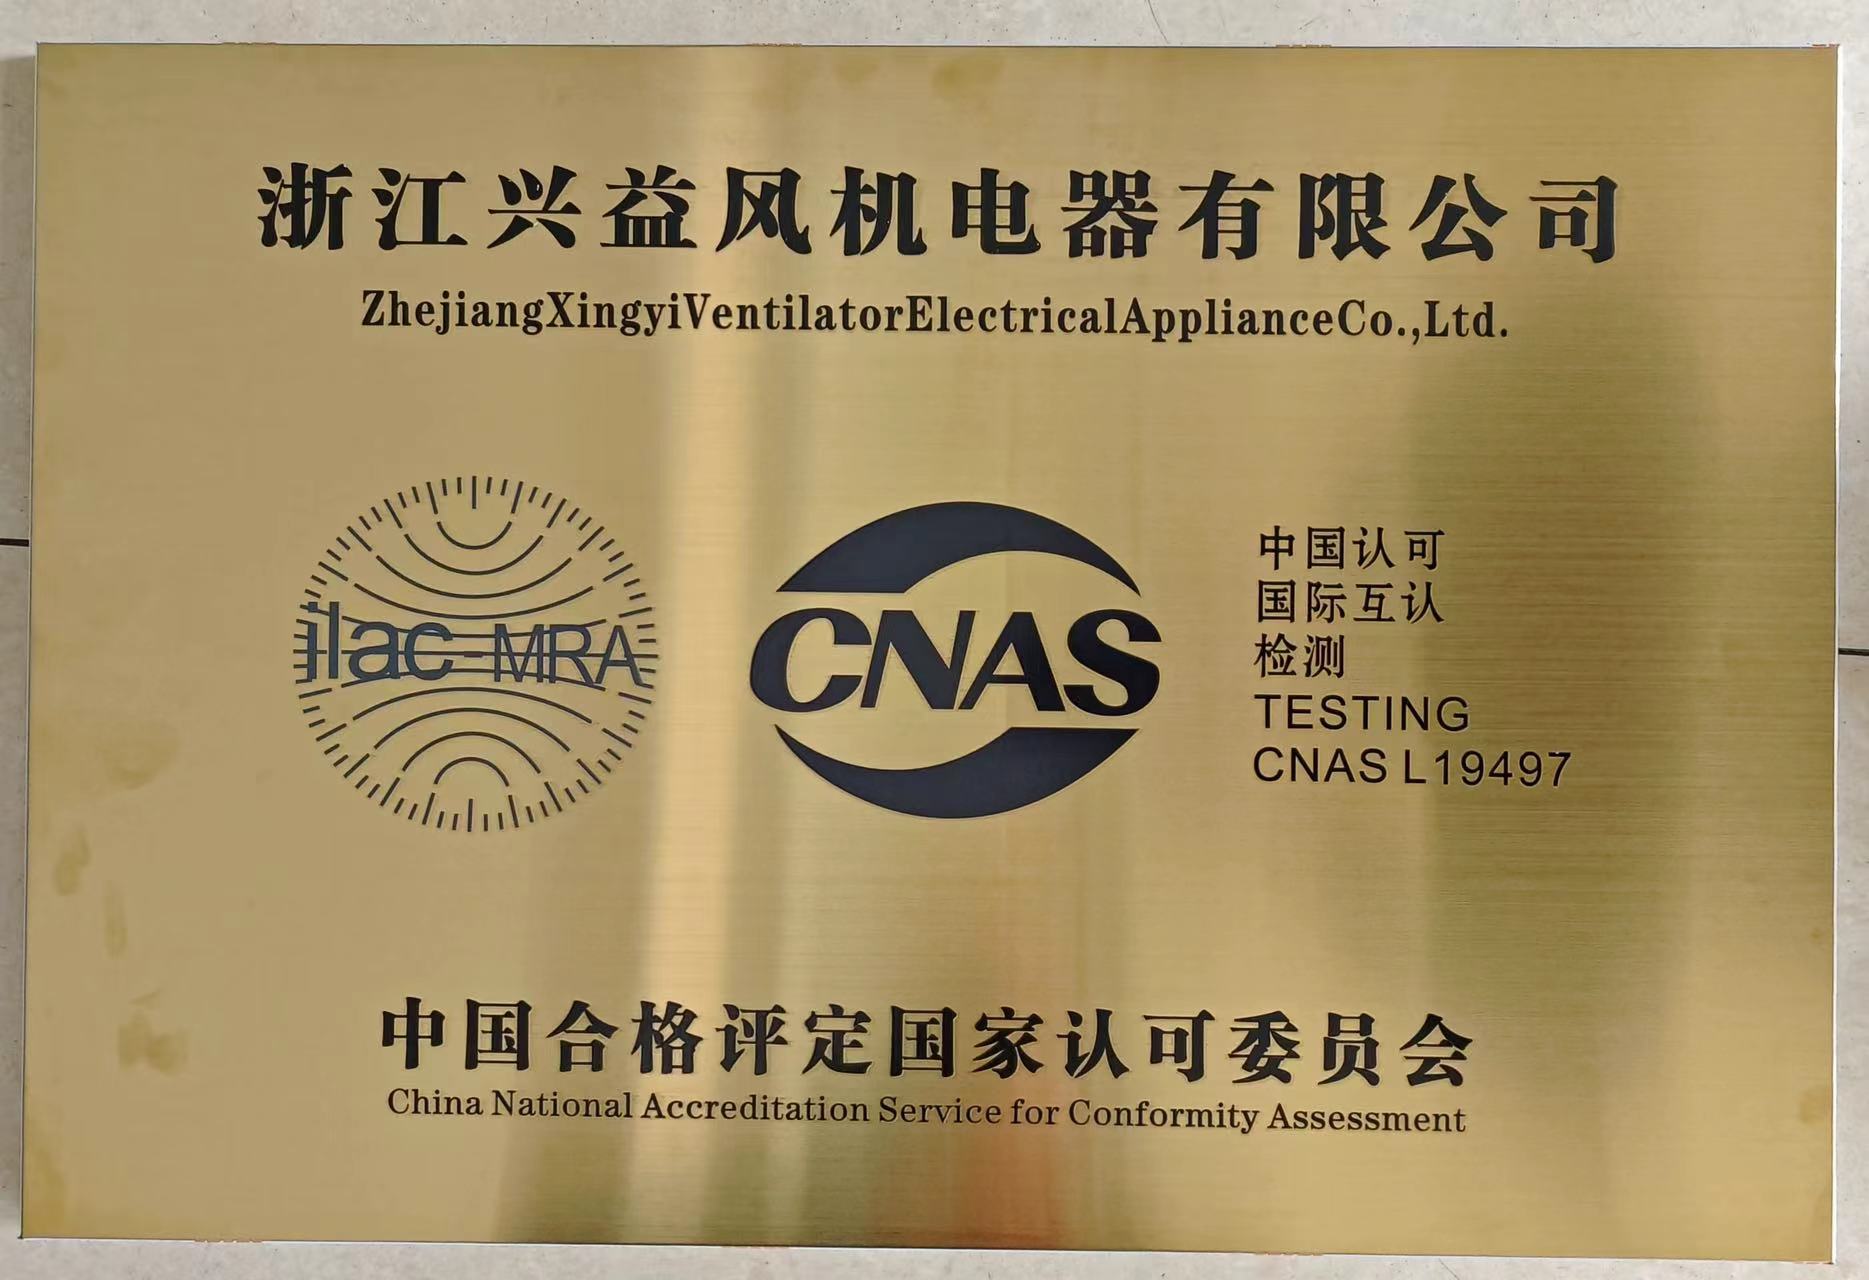 浙江兴益风机电器有限公司
ZhejiangXingyiVentilatorElectricalApplianceCo.,Ltd.
ilac-MRA
CNAS
中国认可
国际互认
检测
TESTING
CNAS L19497
中国合格评定国家认可委员会
China National Accreditation Service for Conformity Assessment